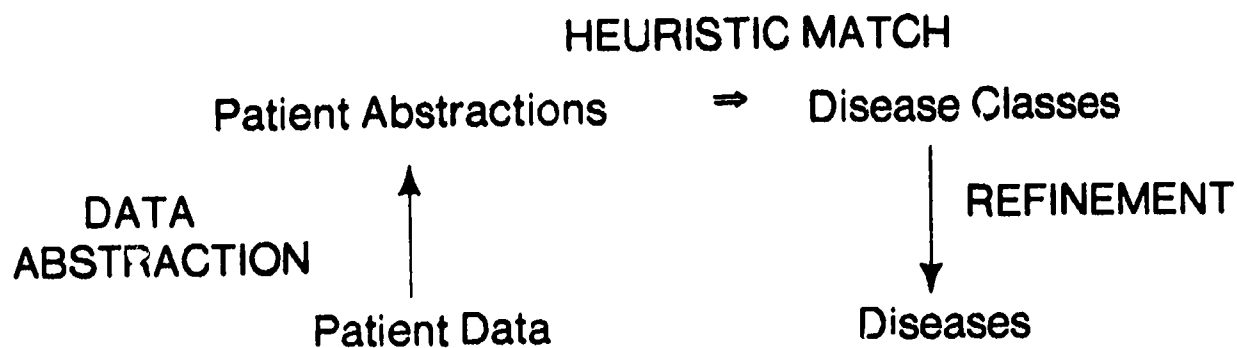 HEURISTIC MATCH
Patient Abstractions ⇒ Disease Classes
DATA
ABSTRACTION
REFINEMENT
Patient Data
Diseases